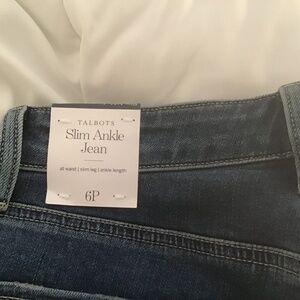 TALBOTS
Slim Ankle
Jean
at waist | slim leg | ankle length
6P